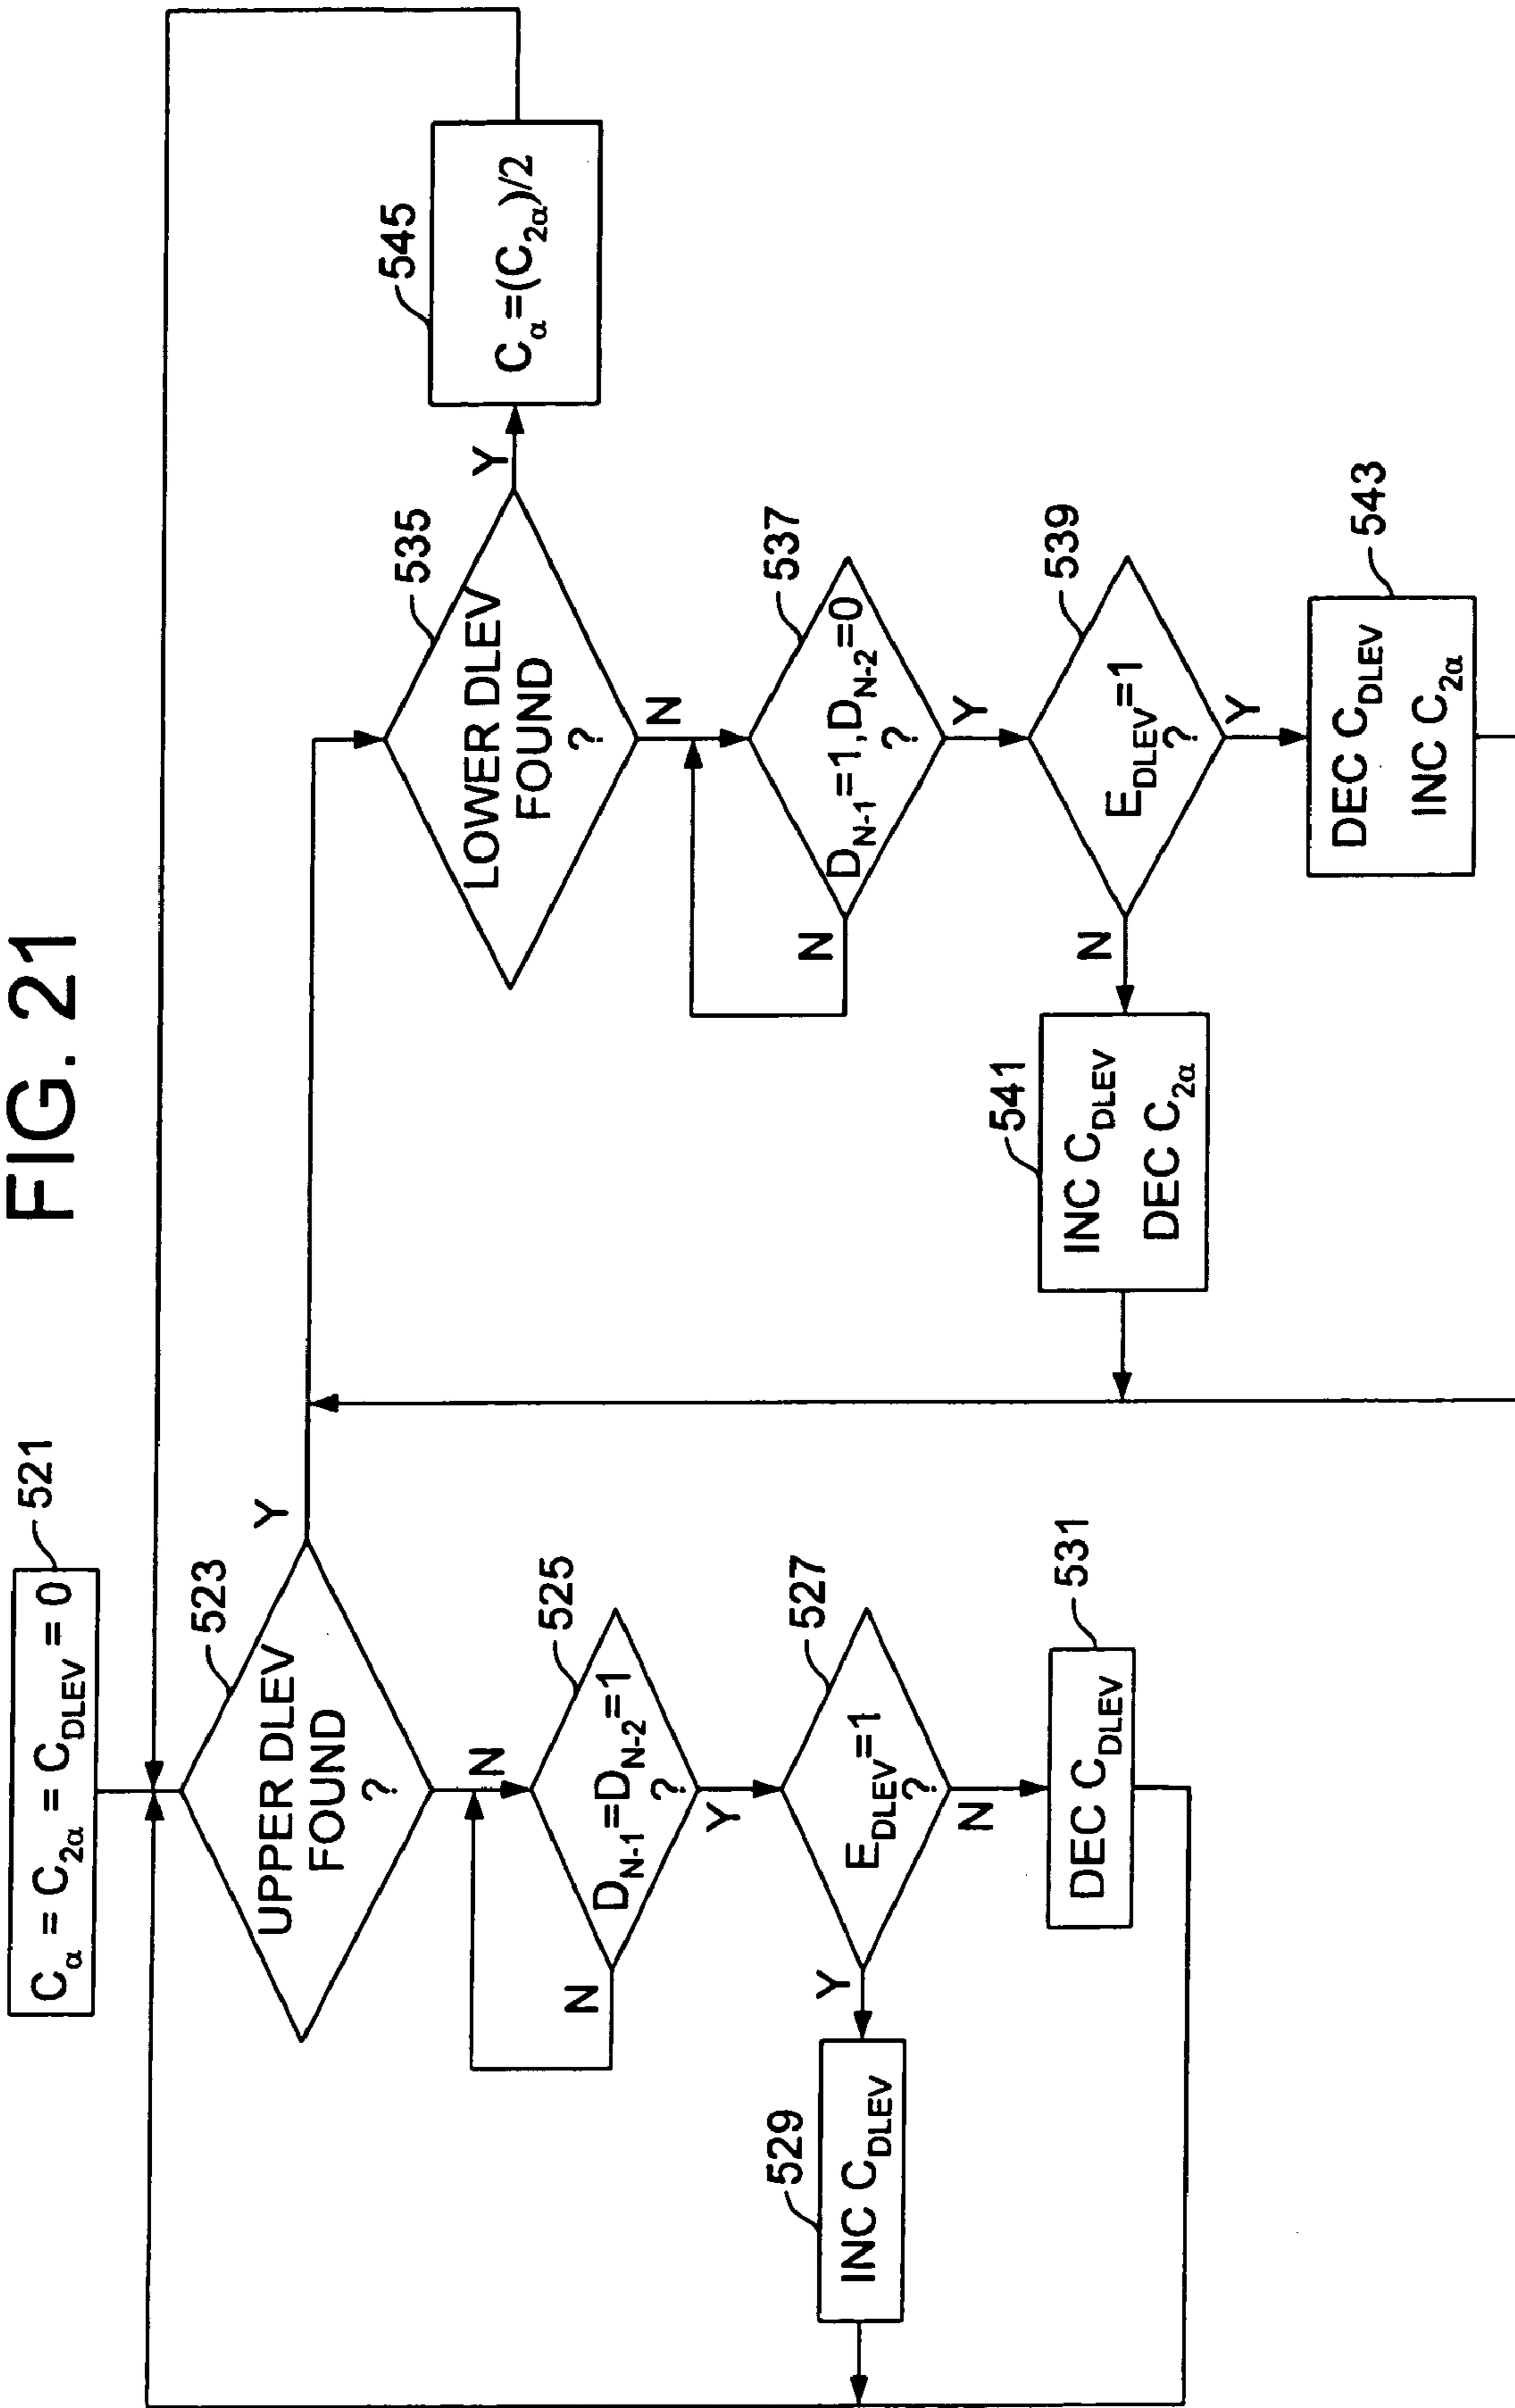 FIG. 21
C_α = C_2α = C_DLEV = 0
521
UPPER DLEV
FOUND
?
523
Y
N
D_N-1=D_N-2=1
?
525
N
Y
E_DLEV=1
?
527
Y
N
INC C_DLEV
529
DEC C_DLEV
531
LOWER DLEV
FOUND
?
535
Y
N
C_α =(C_2α)/2
545
D_N-1=1,D_N-2=0
?
537
N
Y
E_DLEV=1
?
539
N
Y
INC C_DLEV
DEC C_2α
541
DEC C_DLEV
INC C_2α
543